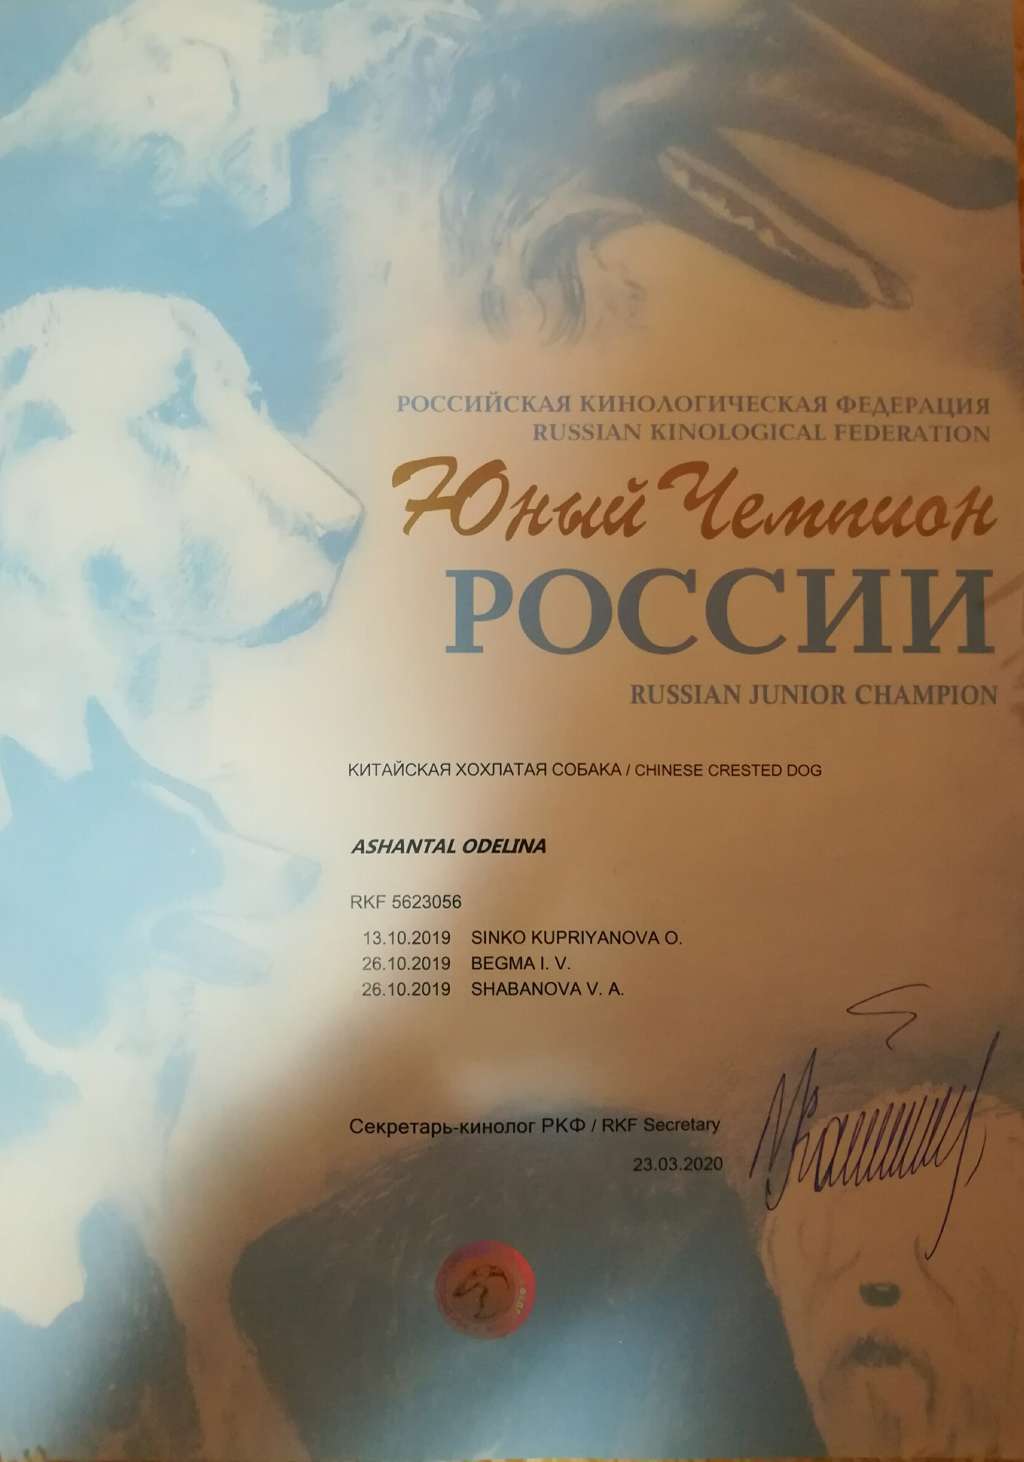 РОССИЙСКАЯ КИНОЛОГИЧЕСКАЯ ФЕДЕРАЦИЯ
RUSSIAN KINOLOGICAL FEDERATION
Юный Чемпион
РОССИИ
RUSSIAN JUNIOR CHAMPION
КИТАЙСКАЯ ХОХЛАТАЯ СОБАКА / CHINESE CRESTED DOG
ASHANTAL ODELINA
RKF 5623056
13.10.2019 SINKO KUPRIYANOVA O.
26.10.2019 BEGMA I. V.
26.10.2019 SHABANOVA V. A.
Секретарь-кинолог РКФ / RKF Secretary
23.03.2020